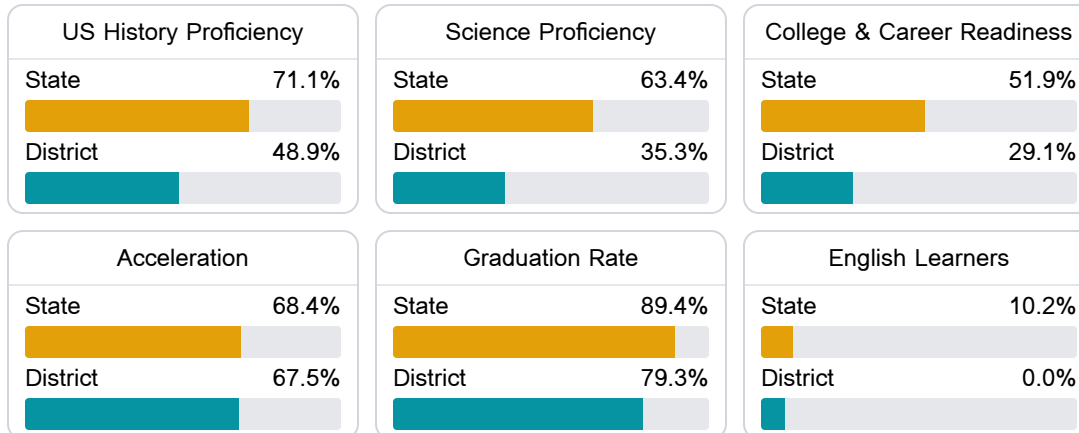 US History Proficiency
State 71.1%
District 48.9%
Science Proficiency
State 63.4%
District 35.3%
College & Career Readiness
State 51.9%
District 29.1%
Acceleration
State 68.4%
District 67.5%
Graduation Rate
State 89.4%
District 79.3%
English Learners
State 10.2%
District 0.0%